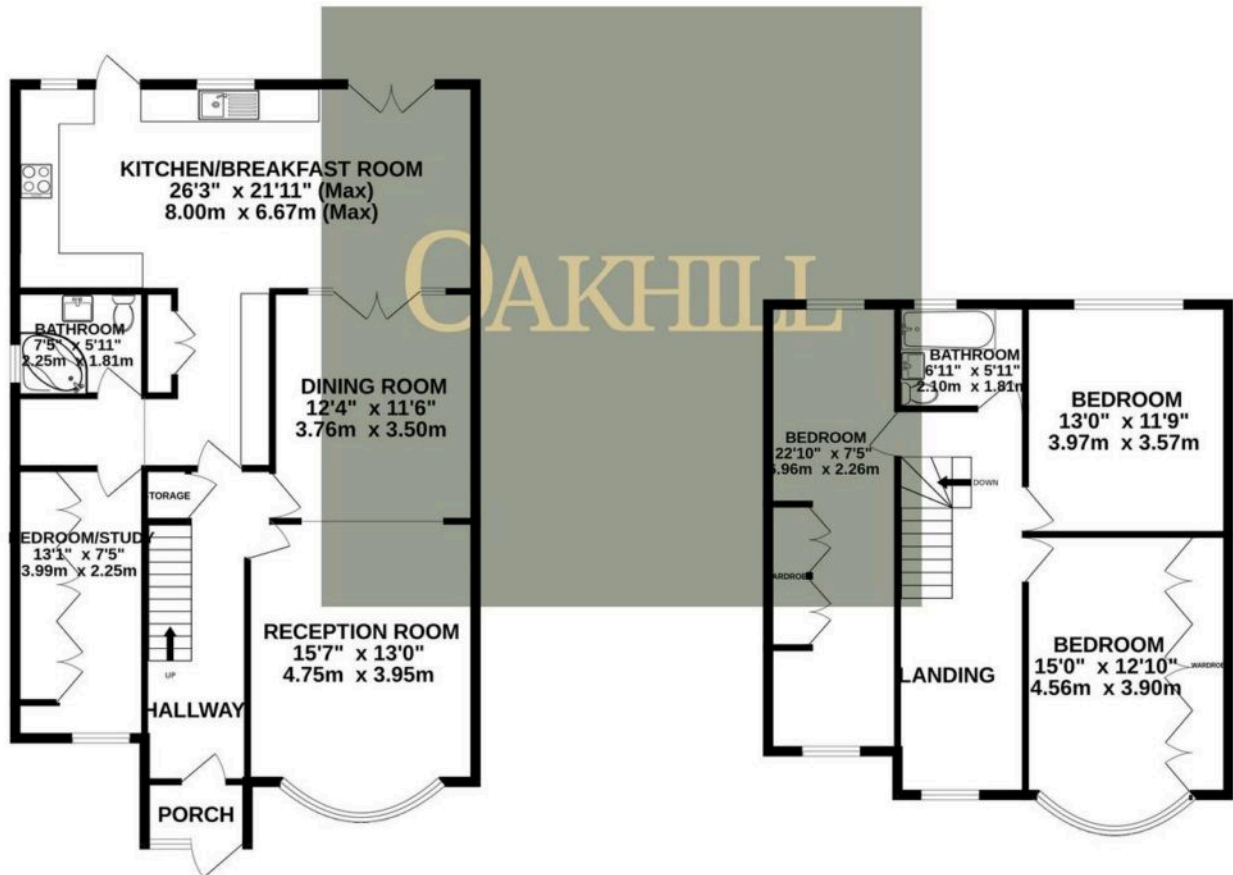 KITCHEN/BREAKFAST ROOM
26'3" x 21'11" (Max)
8.00m x 6.67m (Max)
OAKHILL
BATHROOM
7'5" x 5'11"
2.25m x 1.81m
DINING ROOM
12'4" x 11'6"
3.76m x 3.50m
STORAGE
BEDROOM/STUDY
13'1" x 7'5"
3.99m x 2.25m
RECEPTION ROOM
15'7" x 13'0"
4.75m x 3.95m
UP
HALLWAY
PORCH
BATHROOM
6'11" x 5'11"
2.10m x 1.81m
BEDROOM
13'0" x 11'9"
3.97m x 3.57m
BEDROOM
22'10" x 7'5"
6.96m x 2.26m
DOWN
WARDROBE
BEDROOM
15'0" x 12'10"
4.56m x 3.90m
WARDROBE
LANDING